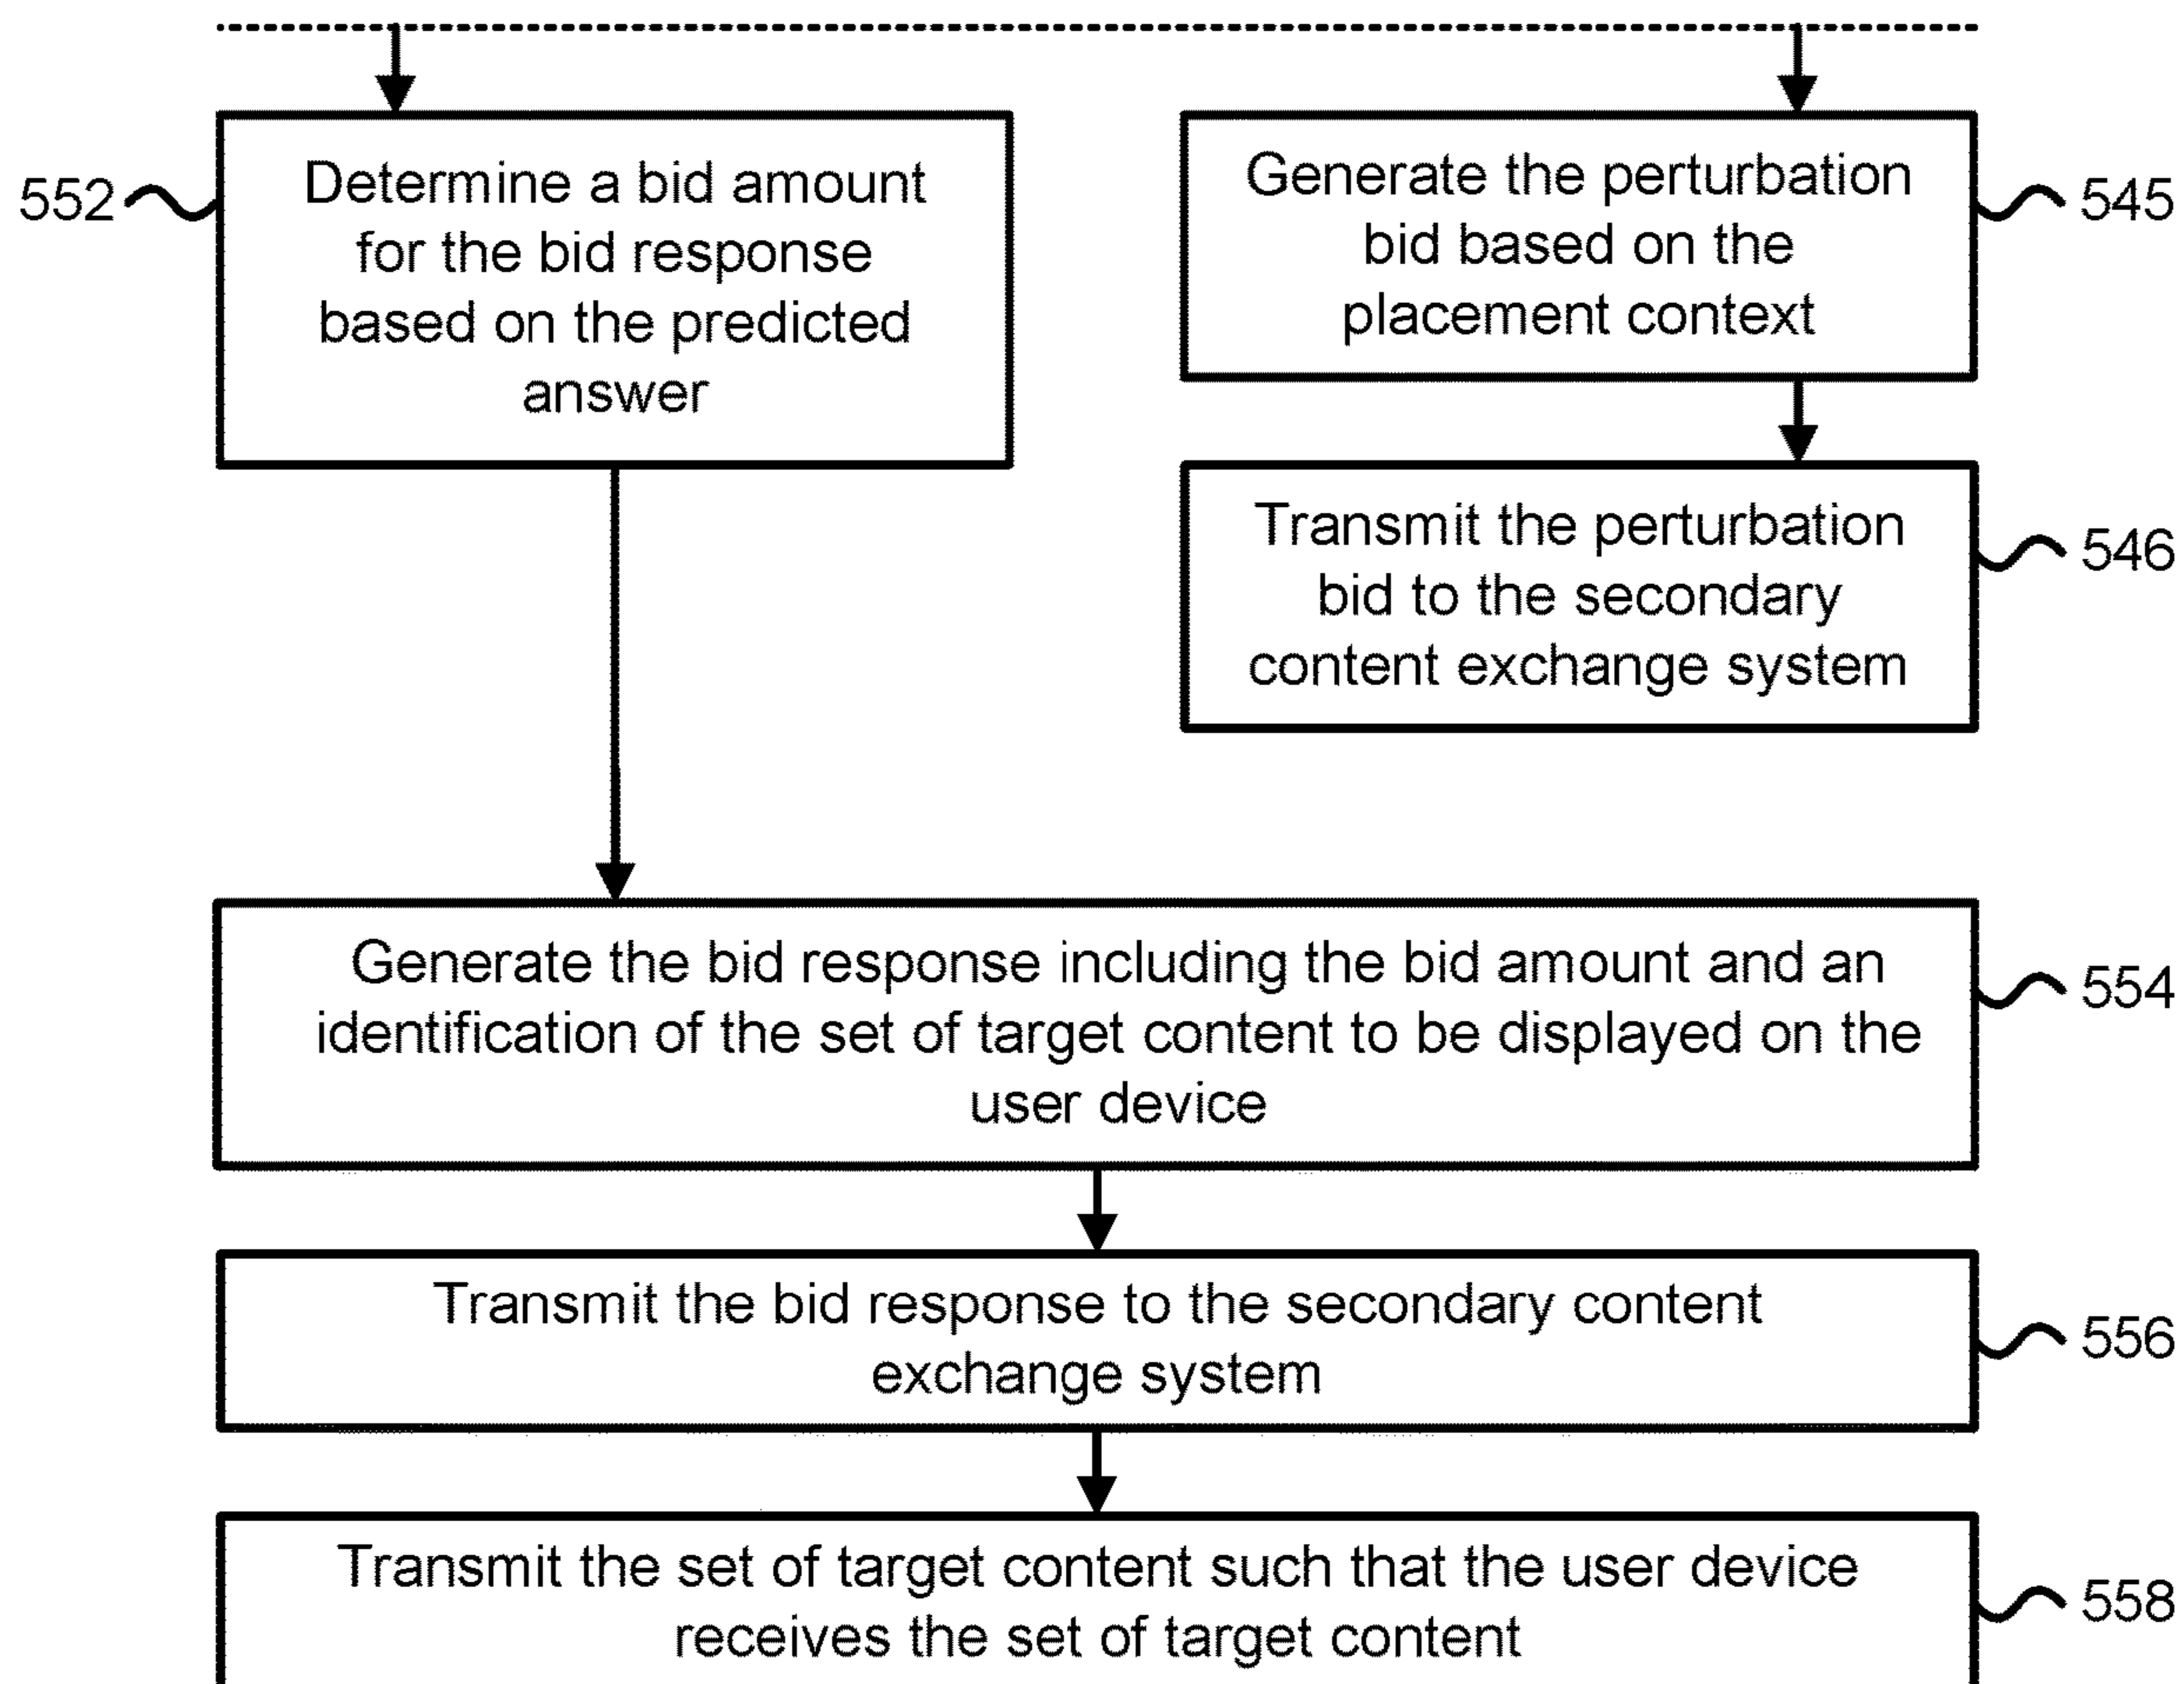 552
Determine a bid amount
for the bid response
based on the predicted
answer
Generate the perturbation
bid based on the
placement context
545
Transmit the perturbation
bid to the secondary
content exchange system
546
Generate the bid response including the bid amount and an
identification of the set of target content to be displayed on the
user device
554
Transmit the bid response to the secondary content
exchange system
556
Transmit the set of target content such that the user device
receives the set of target content
558